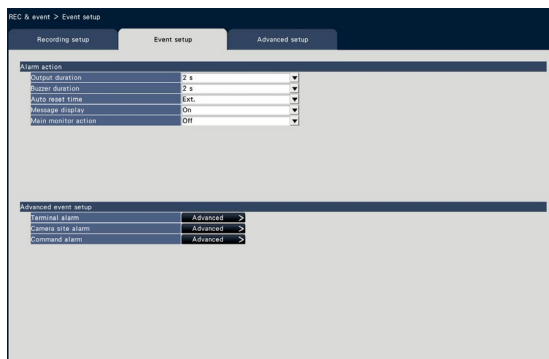 REC & event > Event setup
Recording setup Event setup Advanced setup
Alarm action
Output duration 2 s
Buzzer duration 2 s
Auto reset time Ext.
Message display On
Main monitor action Off
Advanced event setup
Terminal alarm Advanced >
Camera site alarm Advanced >
Command alarm Advanced >